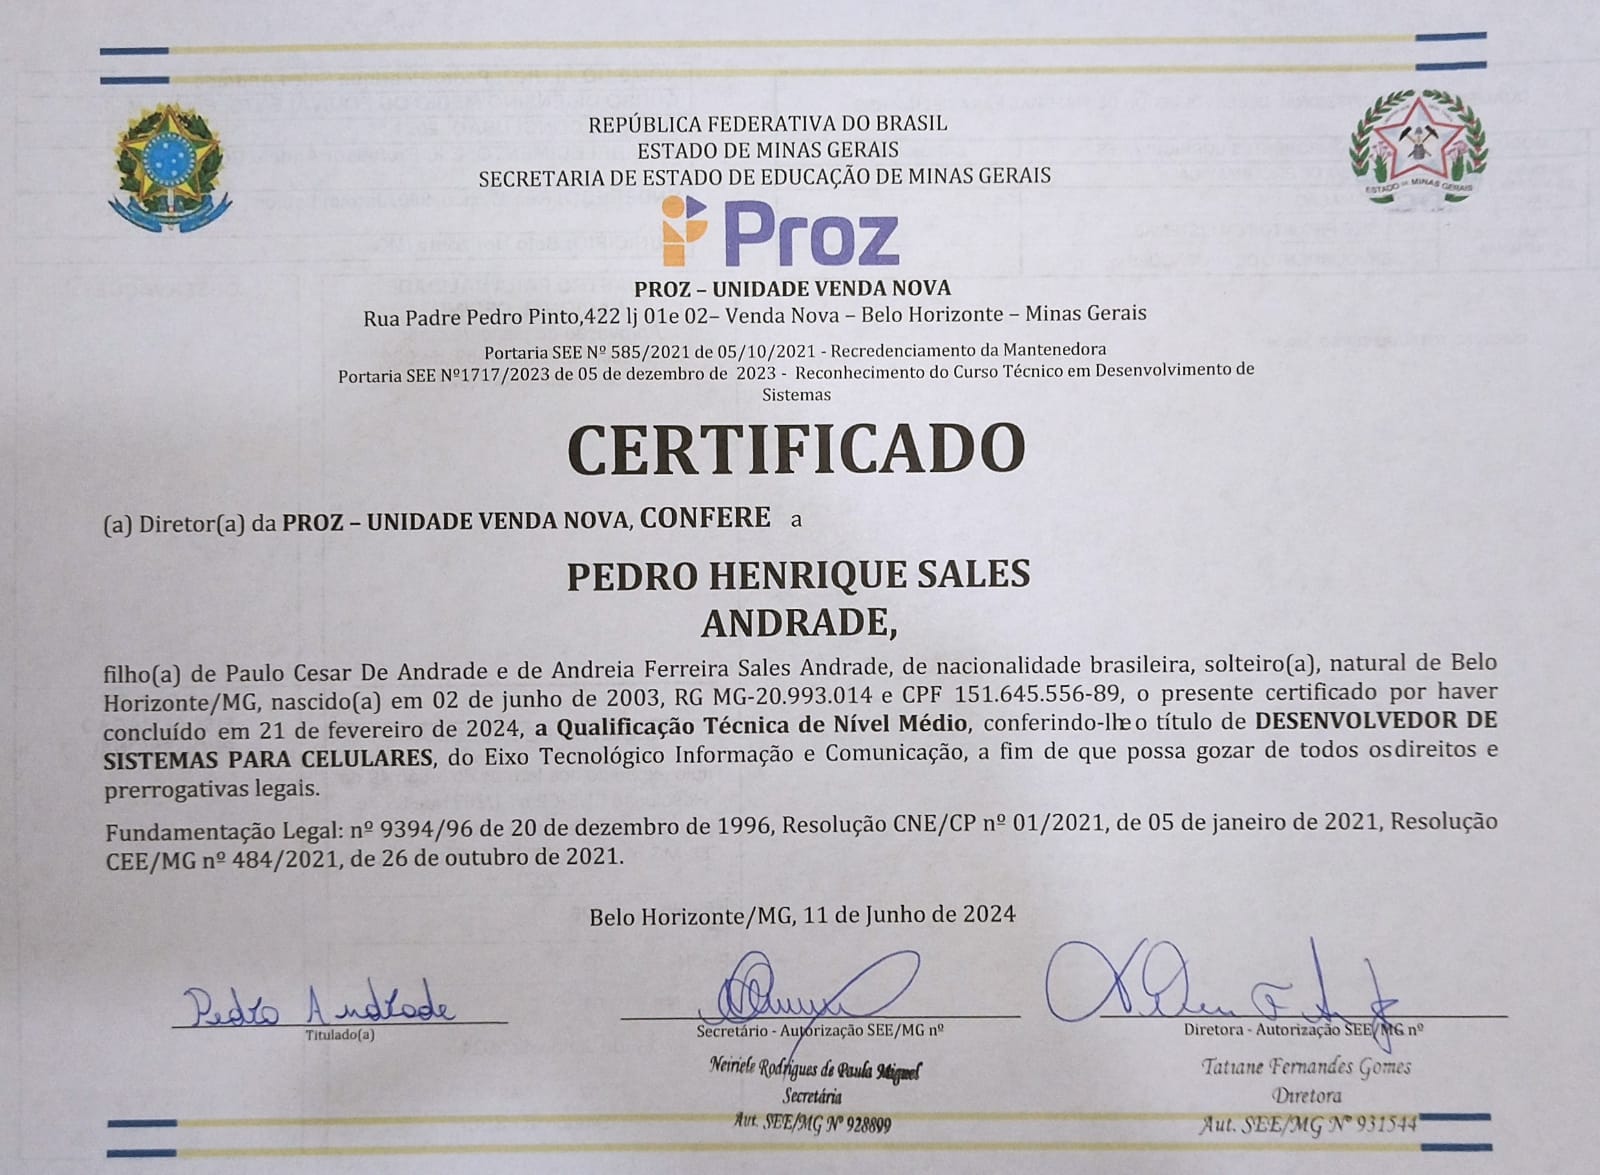 REPÚBLICA FEDERATIVA DO BRASIL
ESTADO DE MINAS GERAIS
SECRETARIA DE ESTADO DE EDUCAÇÃO DE MINAS GERAIS
ESTADO DE MINAS GERAIS
Proz
PROZ – UNIDADE VENDA NOVA
Rua Padre Pedro Pinto,422 lj 01e 02– Venda Nova – Belo Horizonte – Minas Gerais
Portaria SEE Nº 585/2021 de 05/10/2021 - Recredenciamento da Mantenedora
Portaria SEE Nº1717/2023 de 05 de dezembro de 2023 - Reconhecimento do Curso Técnico em Desenvolvimento de
Sistemas
CERTIFICADO
(a) Diretor(a) da PROZ – UNIDADE VENDA NOVA, CONFERE a
PEDRO HENRIQUE SALES
ANDRADE,
filho(a) de Paulo Cesar De Andrade e de Andreia Ferreira Sales Andrade, de nacionalidade brasileira, solteiro(a), natural de Belo
Horizonte/MG, nascido(a) em 02 de junho de 2003, RG MG-20.993.014 e CPF 151.645.556-89, o presente certificado por haver
concluído em 21 de fevereiro de 2024, a Qualificação Técnica de Nível Médio, conferindo-lhe o título de DESENVOLVEDOR DE
SISTEMAS PARA CELULARES, do Eixo Tecnológico Informação e Comunicação, a fim de que possa gozar de todos osdireitos e
prerrogativas legais.
Fundamentação Legal: nº 9394/96 de 20 de dezembro de 1996, Resolução CNE/CP nº 01/2021, de 05 de janeiro de 2021, Resolução
CEE/MG nº 484/2021, de 26 de outubro de 2021.
Belo Horizonte/MG, 11 de Junho de 2024
Pedro Andrade
Titulado(a)
Secretário - Autorização SEE/MG nº
Neiriele Rodrigues de Paula Miguel
Secretária
Aut. SEE/MG Nº 928899
Diretora - Autorização SEE/MG nº
Tatiane Fernandes Gomes
Diretora
Aut. SEE/MG Nº 931544